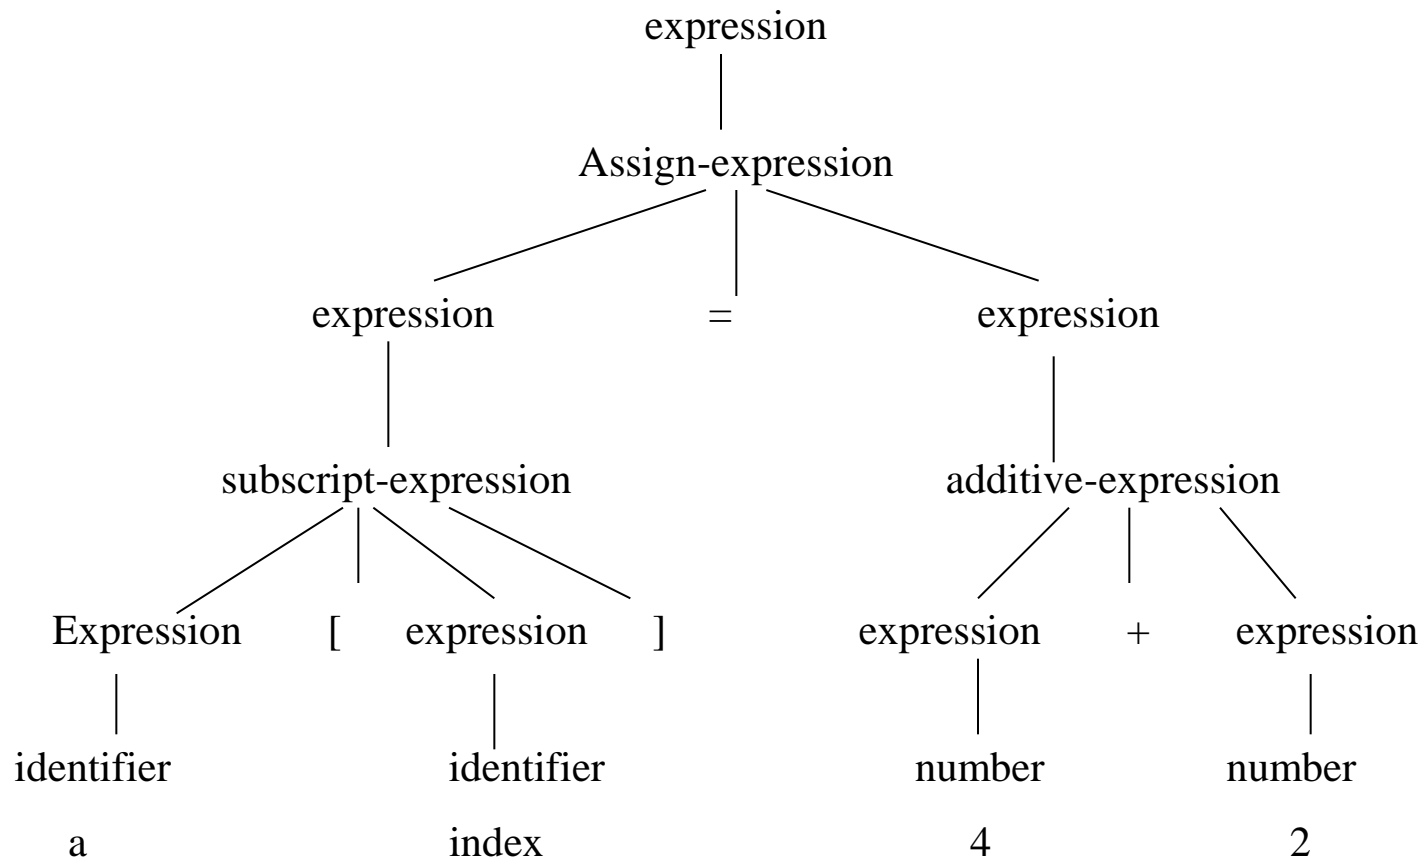 expression
Assign-expression
expression = expression
subscript-expression additive-expression
Expression [ expression ] expression + expression
identifier identifier number number
a index 4 2